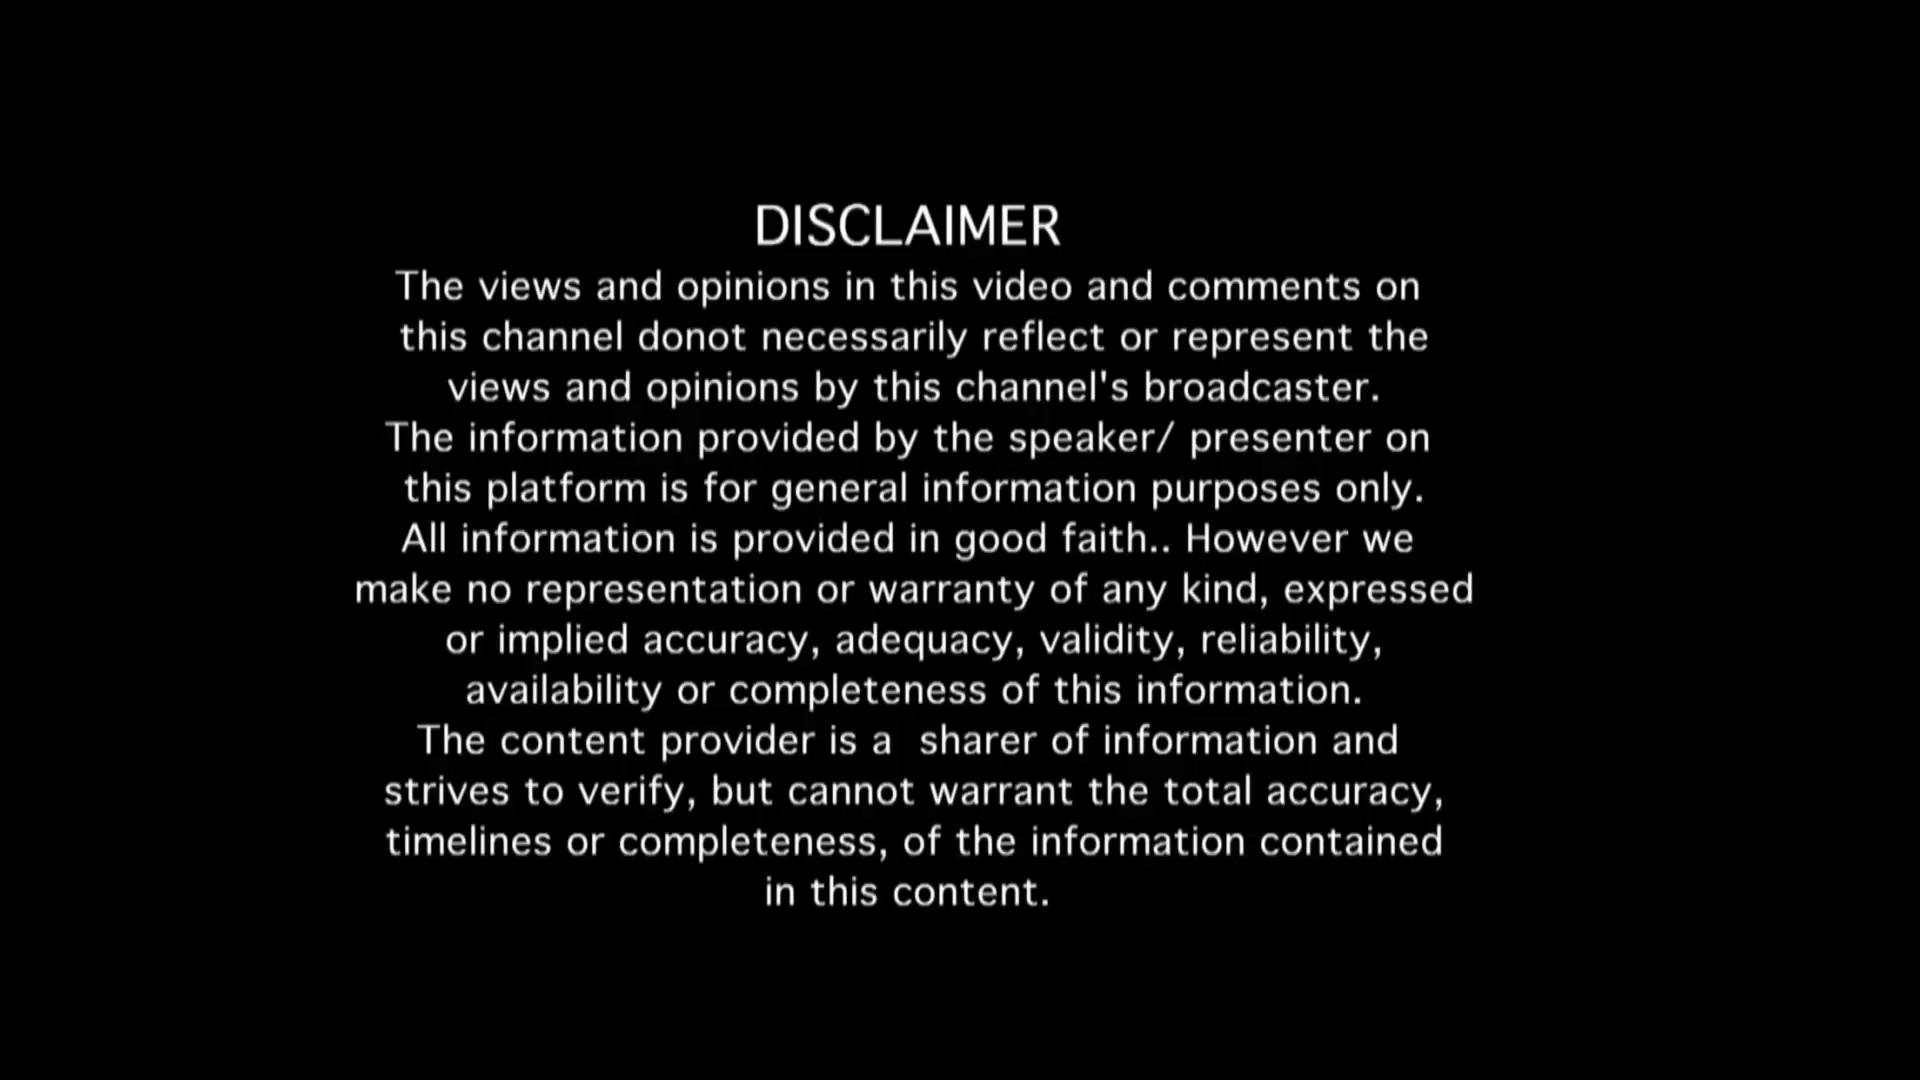 DISCLAIMER
The views and opinions in this video and comments on
this channel donot necessarily reflect or represent the
views and opinions by this channel's broadcaster.
The information provided by the speaker/ presenter on
this platform is for general information purposes only.
All information is provided in good faith.. However we
make no representation or warranty of any kind, expressed
or implied accuracy, adequacy, validity, reliability,
availability or completeness of this information.
The content provider is a  sharer of information and
strives to verify, but cannot warrant the total accuracy,
timelines or completeness, of the information contained
in this content.